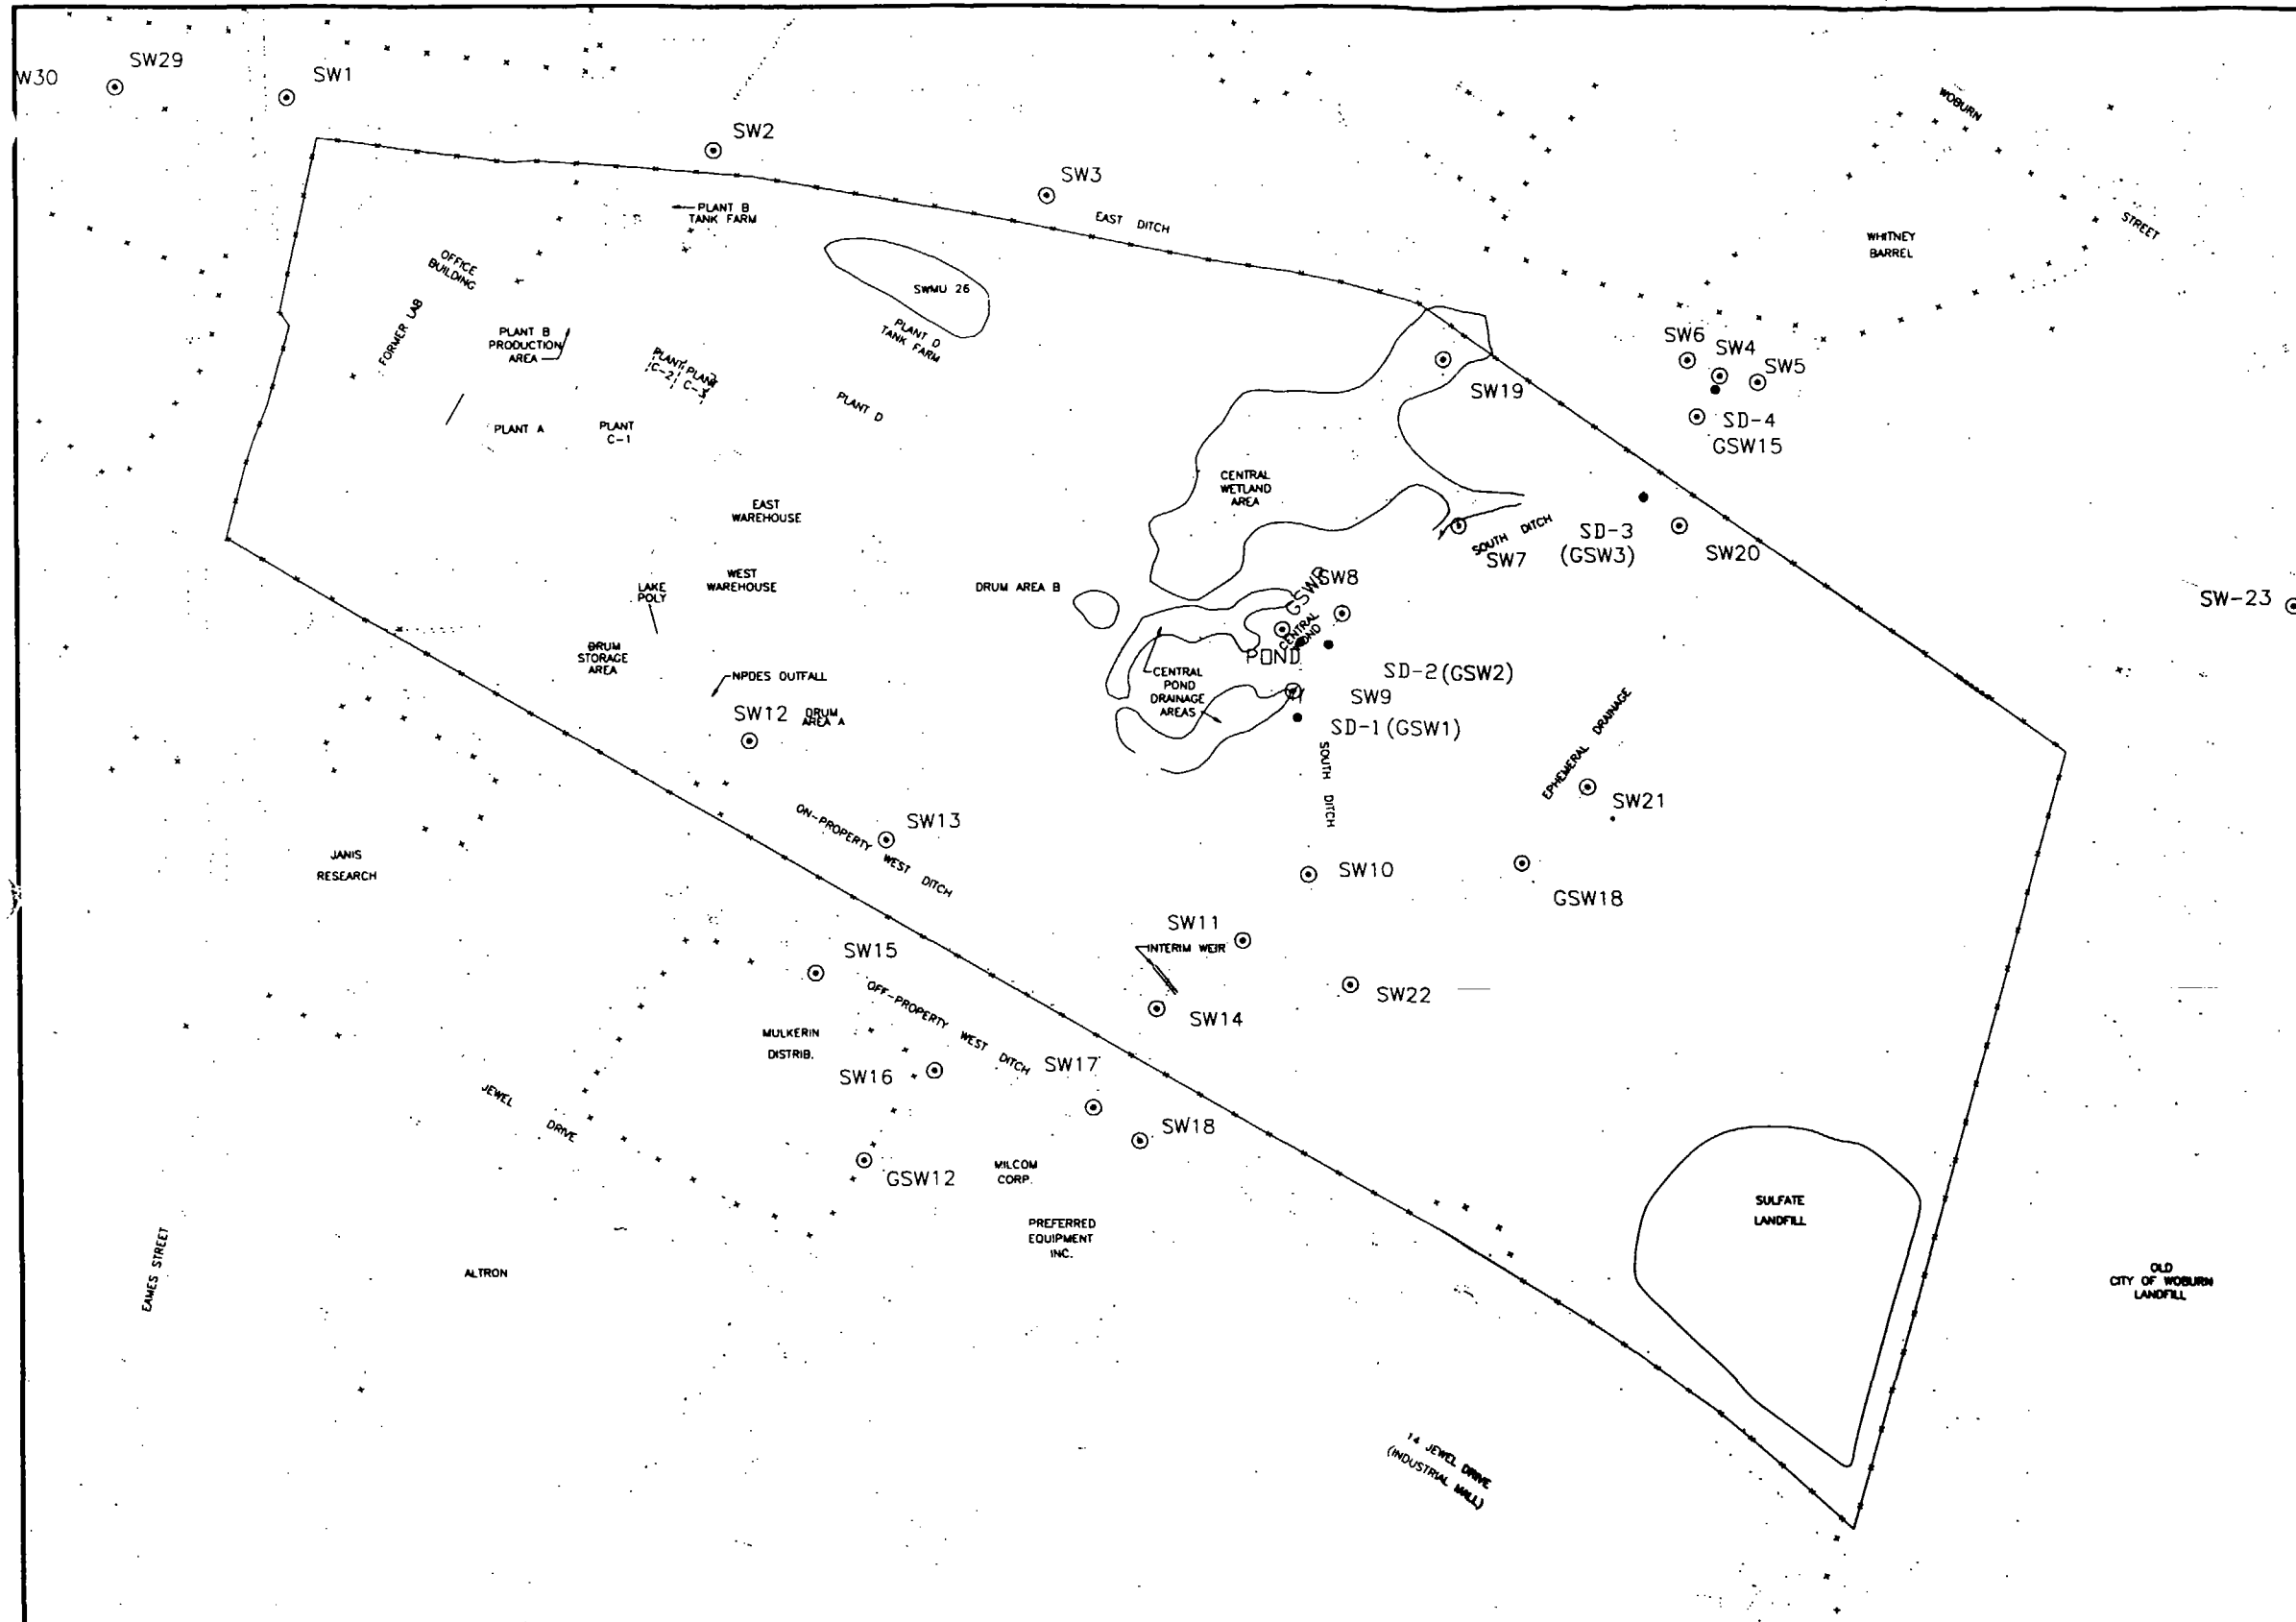 W30
SW29
SW1
SW2
SW3
EAST DITCH
WOBURN
STREET
WHITNEY
BARREL
PLANT B
TANK FARM
OFFICE
BUILDING
FORMER LAB
PLANT B
PRODUCTION
AREA
SWMU 26
PLANT D
TANK FARM
PLANT
C-2
PLANT
C-3
PLANT D
PLANT A
PLANT
C-1
SW6
SW4
SW5
SW19
SD-4
GSW15
CENTRAL
WETLAND
AREA
EAST
WAREHOUSE
SOUTH DITCH
SW7
SD-3
(GSW3)
SW20
WEST
WAREHOUSE
LAKE
POLY
DRUM AREA B
SW8
CENTRAL
POND
POND
SW-23
DRUM
STORAGE
AREA
NPDES OUTFALL
CENTRAL
POND
DRAINAGE
AREAS
SD-2(GSW2)
SW9
SD-1(GSW1)
SW12
DRUM
AREA A
SOUTH DITCH
EPHEMERAL DRAINAGE
SW21
SW13
ON-PROPERTY WEST DITCH
JANIS
RESEARCH
SW10
GSW18
SW11
INTERIM WEIR
SW15
OFF-PROPERTY WEST DITCH
SW22
SW14
MULKERIN
DISTRIB.
SW16
SW17
JEWEL
DRIVE
SW18
GSW12
MILCOM
CORP.
PREFERRED
EQUIPMENT
INC.
SULFATE
LANDFILL
EAMES STREET
ALTRON
OLD
CITY OF WOBURN
LANDFILL
14 JEWEL DRIVE
(INDUSTRIAL MALL)